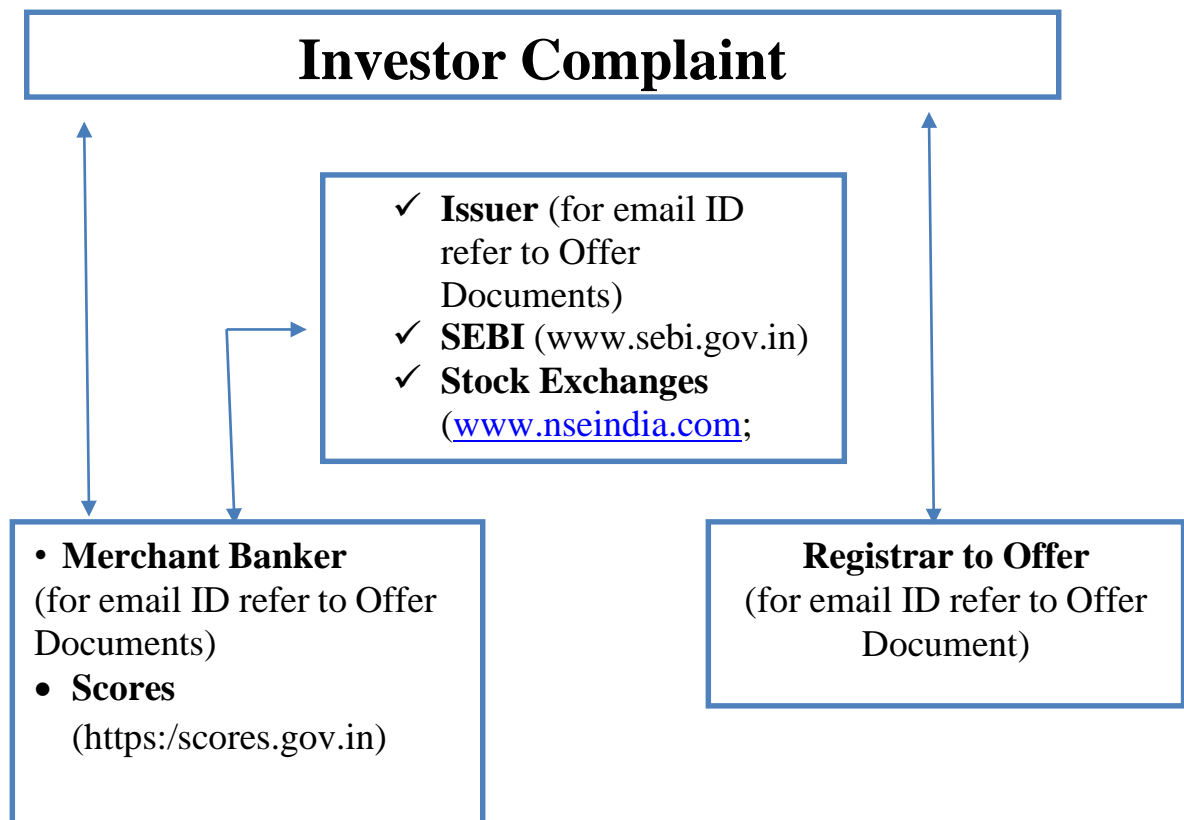 Investor Complaint
✓ Issuer (for email ID
refer to Offer
Documents)
✓ SEBI (www.sebi.gov.in)
✓ Stock Exchanges
(www.nseindia.com;
• Merchant Banker
(for email ID refer to Offer
Documents)
• Scores
(https:/scores.gov.in)
Registrar to Offer
(for email ID refer to Offer
Document)